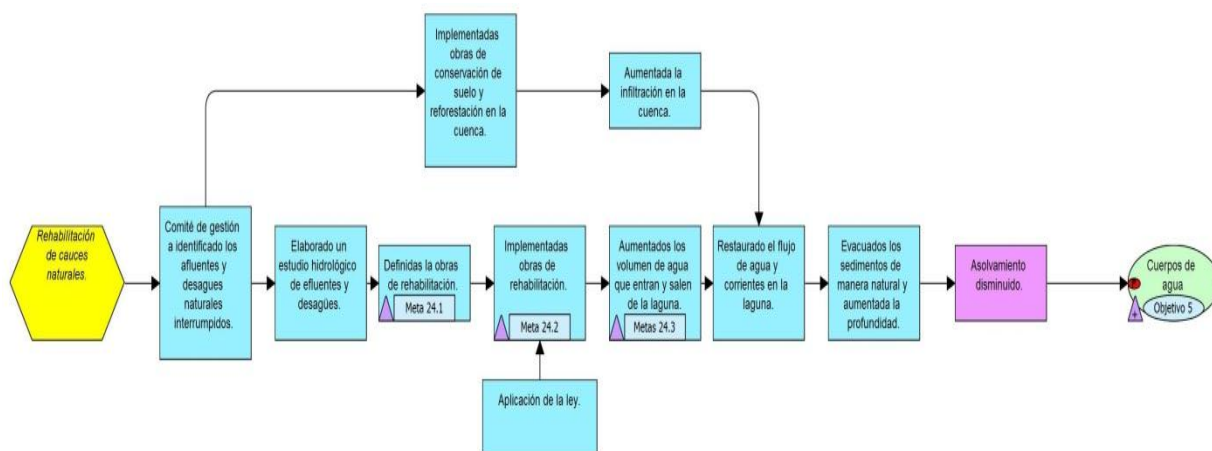 Implementadas
obras de
conservación de
suelo y
reforestación en la
cuenca.
Aumentada la
infiltración en la
cuenca.
Rehabilitación
de cauces
naturales.
Comité de gestión
a identificado los
afluentes y
desagues
naturales
interrumpidos.
Elaborado un
estudio hidrológico
de efluentes y
desagües.
Definidas la obras
de rehabilitación.
Meta 24.1
Implementadas
obras de
rehabilitación.
Meta 24.2
Aumentados los
volumen de agua
que entran y salen
de la laguna.
Metas 24.3
Restaurado el flujo
de agua y
corrientes en la
laguna.
Evacuados los
sedimentos de
manera natural y
aumentada la
profundidad.
Asolvamiento
disminuido.
Cuerpos de
agua
Objetivo 5
Aplicación de la ley.